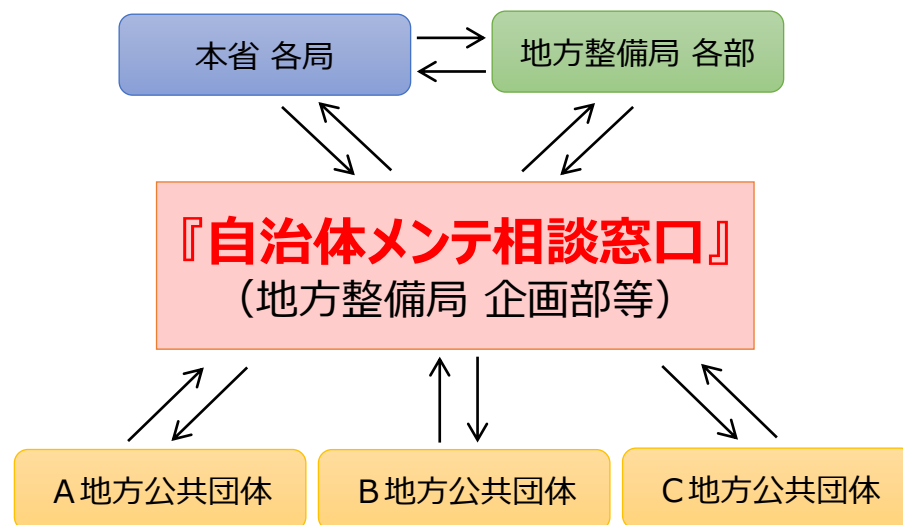 本省 各局
地方整備局 各部
『自治体メンテ相談窓口』
（地方整備局 企画部等）
Ａ地方公共団体
Ｂ地方公共団体
Ｃ地方公共団体